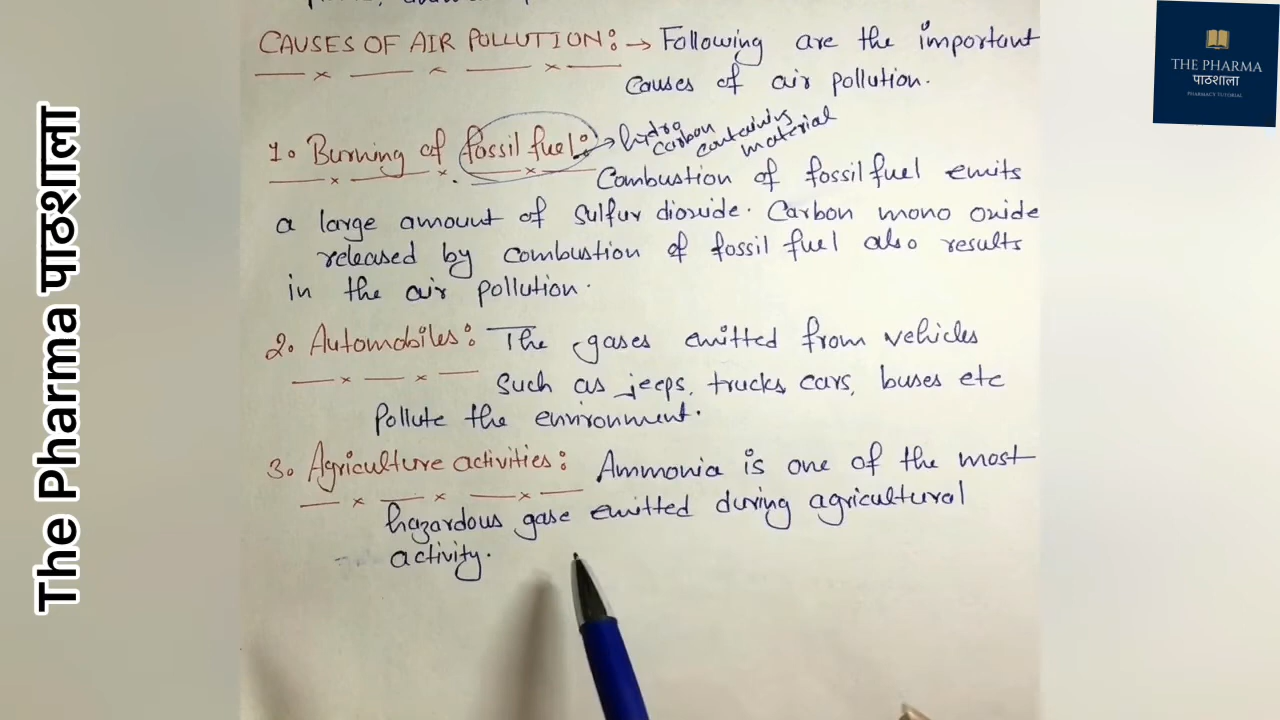 CAUSES OF AIR POLLUTION:→ Following are the important
causes of air pollution.
1. Burning of fossil fuel: → hydro
carbon
containing
material
Combustion of fossil fuel emits
a large amount of sulfur dioxide. Carbon mono oxide
released by combustion of fossil fuel also results
in the air pollution.
2. Automobiles: The gases emitted from vehicles
such as jeeps, trucks cars, buses etc
pollute the environment.
3. Agriculture activities: Ammonia is one of the most
hazardous gase emitted during agricultural
activity.
The Pharma पाठशाला
THE PHARMA
पाठशाला
PHARMACY TUTORIAL